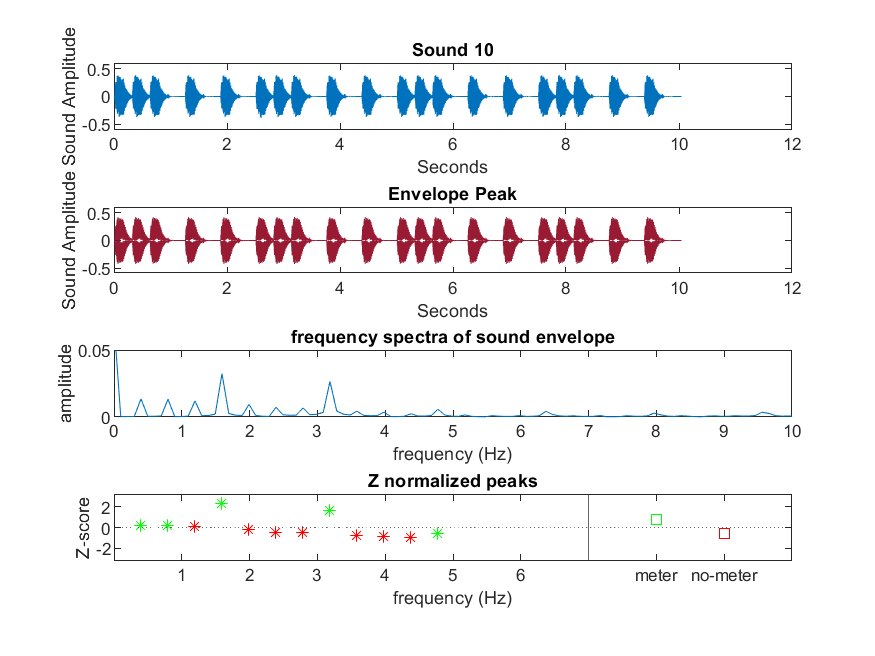 Sound 10
Sound Amplitude
0.5
0
-0.5
0 2 4 6 8 10 12
Seconds
Envelope Peak
Sound Amplitude
0.5
0
-0.5
0 2 4 6 8 10 12
Seconds
frequency spectra of sound envelope
amplitude
0.05
0
0 1 2 3 4 5 6 7 8 9 10
frequency (Hz)
Z normalized peaks
Z-score
2
0
-2
1 2 3 4 5 6 meter no-meter
frequency (Hz)